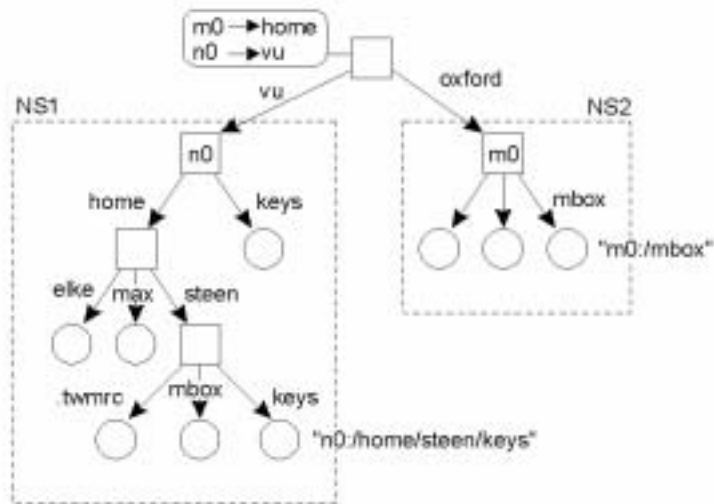 m0 → home
n0 → vu
vu
oxford
NS1
NS2
n0
m0
home
keys
mbox
"m0:/mbox"
elke
max
steen
.twmrc
mbox
keys
"n0:/home/steen/keys"